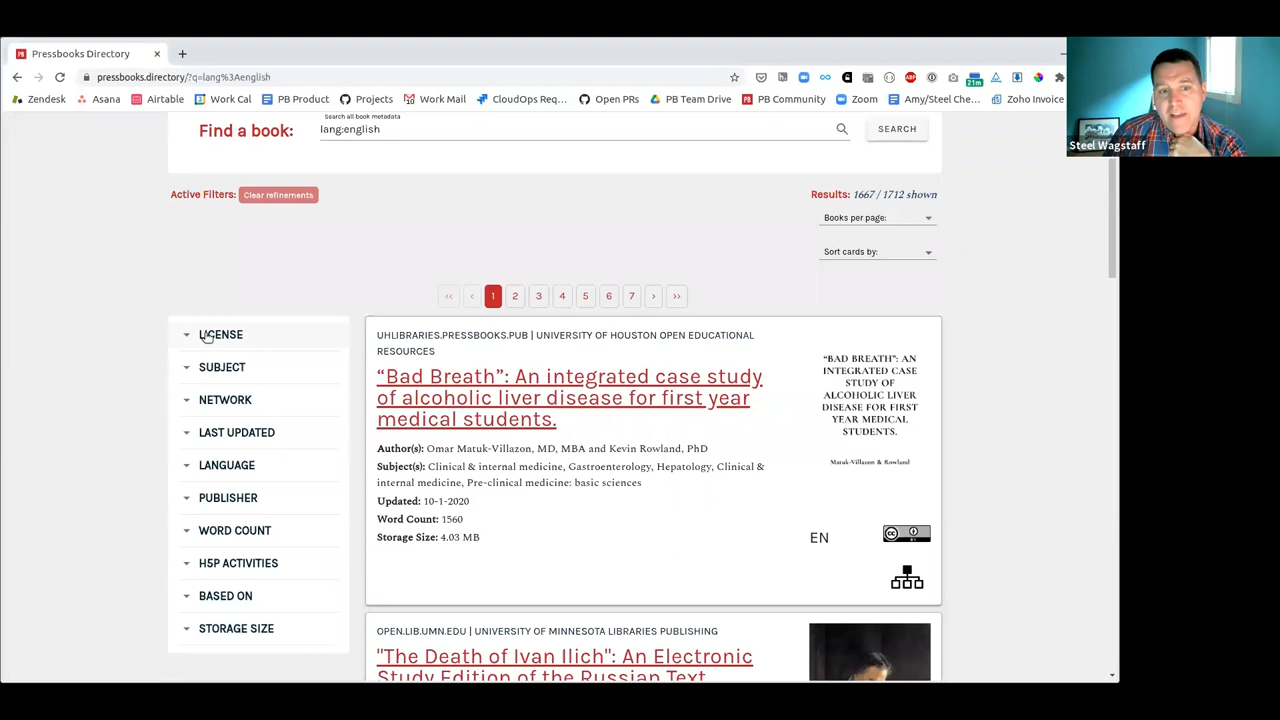 Pressbooks Directory
pressbooks.directory/?q=lang%3Aenglish
21m
Zendesk
Asana
Airtable
Work Cal
PB Product
Projects
Work Mail
CloudOps Req...
Open PRs
PB Team Drive
PB Community
Zoom
Amy/Steel Che...
Zoho Invoice
Steel Wagstaff
Find a book:
Search all book metadata
lang:english
SEARCH
Active Filters: Clear refinements
Results: 1667 / 1712 shown
Books per page:
Sort cards by:
<< < 1 2 3 4 5 6 7 > >>
LICENSE
SUBJECT
NETWORK
LAST UPDATED
LANGUAGE
PUBLISHER
WORD COUNT
H5P ACTIVITIES
BASED ON
STORAGE SIZE
UHLIBRARIES.PRESSBOOKS.PUB | UNIVERSITY OF HOUSTON OPEN EDUCATIONAL
RESOURCES
“Bad Breath”: An integrated case study
of alcoholic liver disease for first year
medical students.
Author(s): Omar Matuk-Villazon, MD, MBA and Kevin Rowland, PhD
Subject(s): Clinical & internal medicine, Gastroenterology, Hepatology, Clinical &
internal medicine, Pre-clinical medicine: basic sciences
Updated: 10-1-2020
Word Count: 1560
Storage Size: 4.03 MB
“BAD BREATH”: AN
INTEGRATED CASE
STUDY OF
ALCOHOLIC LIVER
DISEASE FOR FIRST
YEAR MEDICAL
STUDENTS.
Matuk-Villazon & Rowland
EN
CC BY
OPEN.LIB.UMN.EDU | UNIVERSITY OF MINNESOTA LIBRARIES PUBLISHING
"The Death of Ivan Ilich": An Electronic
Study Edition of the Russian Text